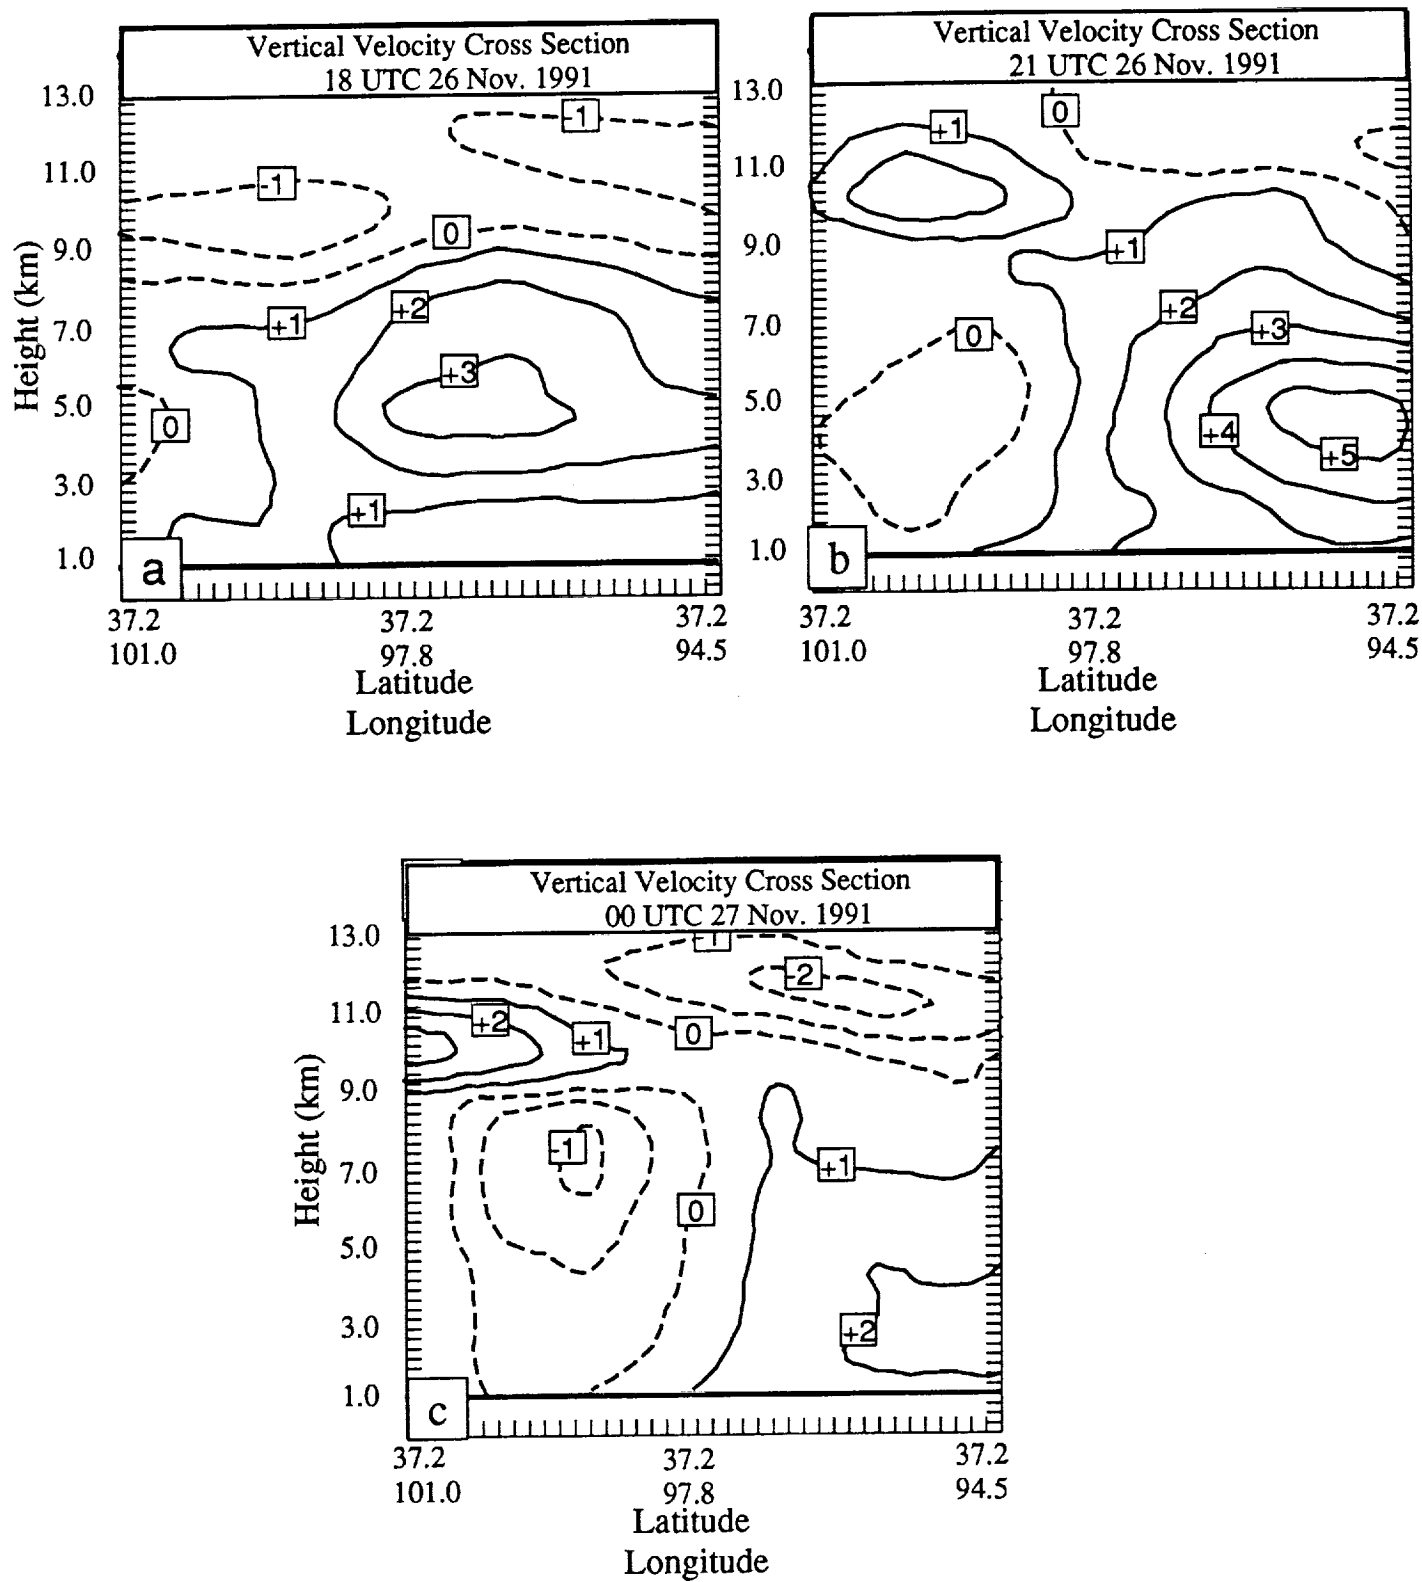 Vertical Velocity Cross Section
18 UTC 26 Nov. 1991
13.0
11.0
9.0
7.0
5.0
3.0
1.0
Height (km)
-1
-1
0
+1
+2
+3
0
+1
a
37.2 37.2 37.2
101.0 97.8 94.5
Latitude
Longitude
Vertical Velocity Cross Section
21 UTC 26 Nov. 1991
13.0
11.0
9.0
7.0
5.0
3.0
1.0
0
+1
+1
+2
+3
0
+4
+5
b
37.2 37.2 37.2
101.0 97.8 94.5
Latitude
Longitude
Vertical Velocity Cross Section
00 UTC 27 Nov. 1991
13.0
11.0
9.0
7.0
5.0
3.0
1.0
Height (km)
-1
-2
+2
+1
0
-1
+1
0
+2
c
37.2 37.2 37.2
101.0 97.8 94.5
Latitude
Longitude